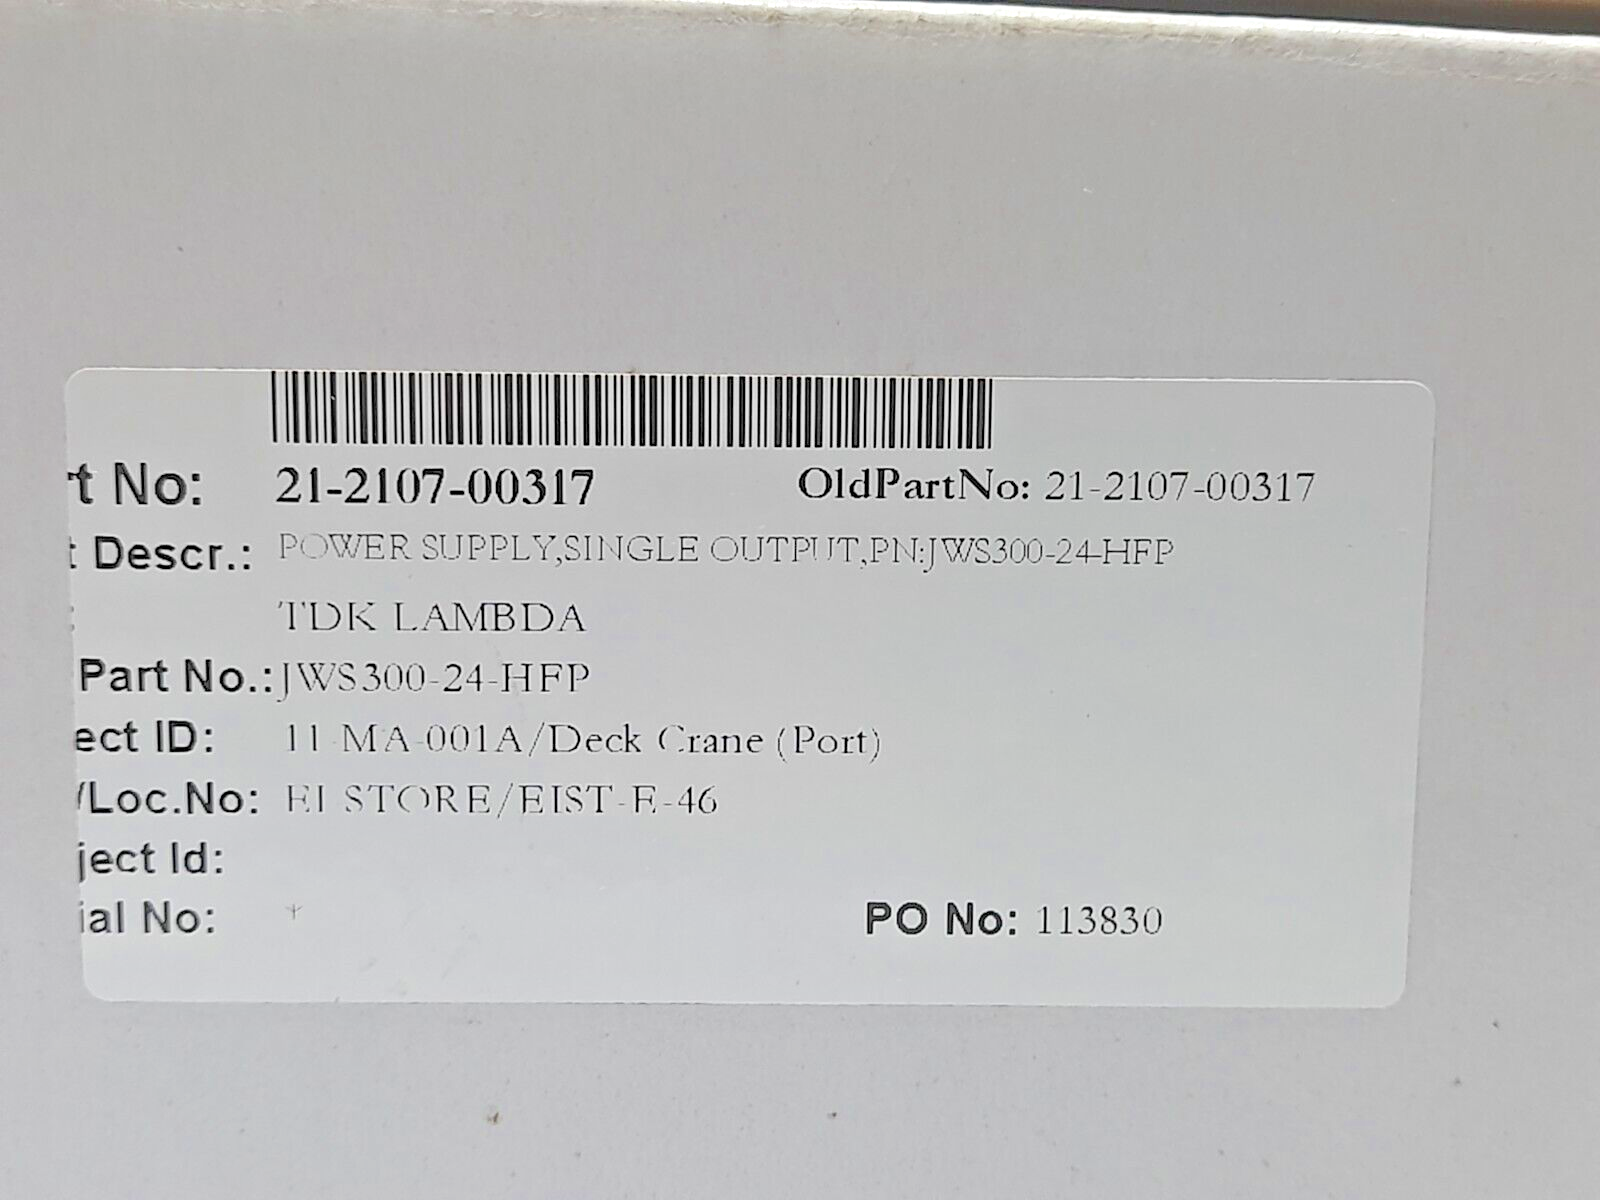 rt No: 21-2107-00317 OldPartNo: 21-2107-00317
t Descr.: POWER SUPPLY,SINGLE OUTPUT,PN:JWS300-24-HFP
: TDK LAMBDA
Part No.: JWS300-24-HFP
ect ID: 11-MA-001A/Deck Crane (Port)
/Loc.No: EI STORE/EIST-E-46
ject Id:
ial No: * PO No: 113830